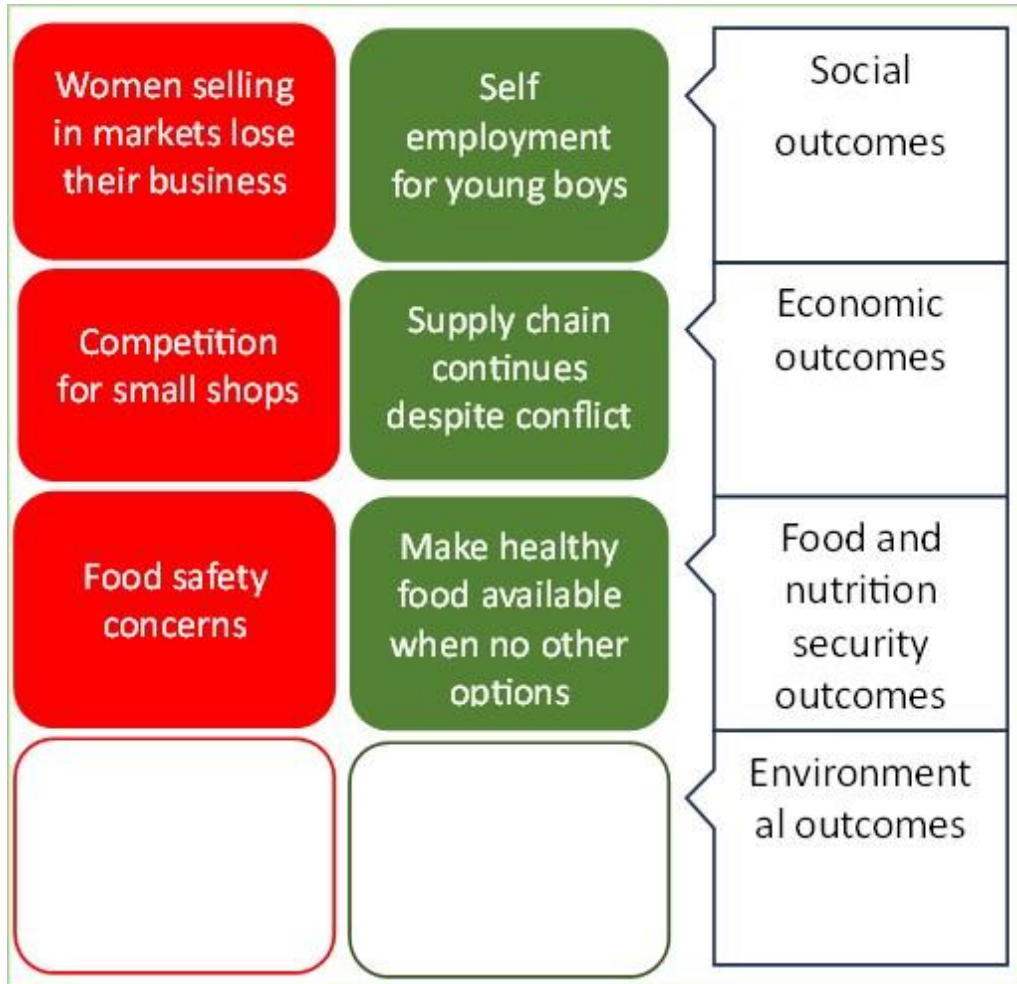 Women selling
in markets lose
their business
Self
employment
for young boys
Social
outcomes
Competition
for small shops
Supply chain
continues
despite conflict
Economic
outcomes
Food safety
concerns
Make healthy
food available
when no other
options
Food and
nutrition
security
outcomes
Environment
al outcomes